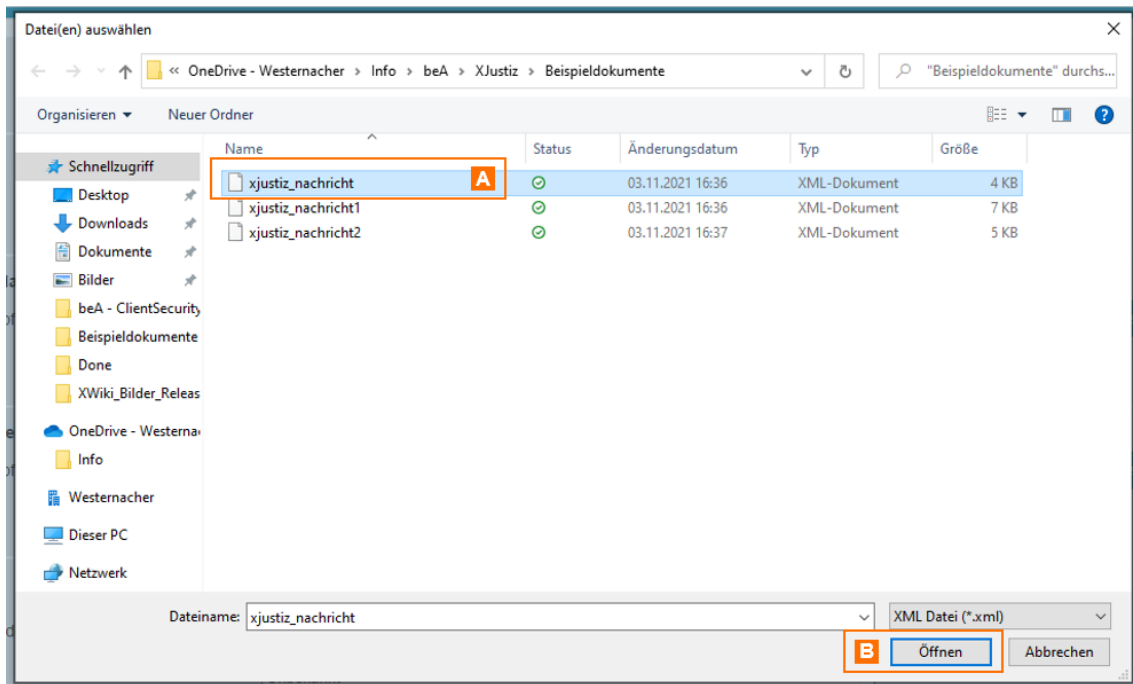 Datei(en) auswählen
« OneDrive - Westernacher › Info › beA › XJustiz › Beispieldokumente
"Beispieldokumente" durchs...
Organisieren Neuer Ordner
Name Status Änderungsdatum Typ Größe
Schnellzugriff
Desktop
Downloads
Dokumente
Bilder
beA - ClientSecurity
Beispieldokumente
Done
XWiki_Bilder_Releas
OneDrive - Westerna
Info
Westernacher
Dieser PC
Netzwerk
xjustiz_nachricht A 03.11.2021 16:36 XML-Dokument 4 KB
xjustiz_nachricht1 03.11.2021 16:36 XML-Dokument 7 KB
xjustiz_nachricht2 03.11.2021 16:37 XML-Dokument 5 KB
Dateiname: xjustiz_nachricht XML Datei (*.xml)
B Öffnen Abbrechen